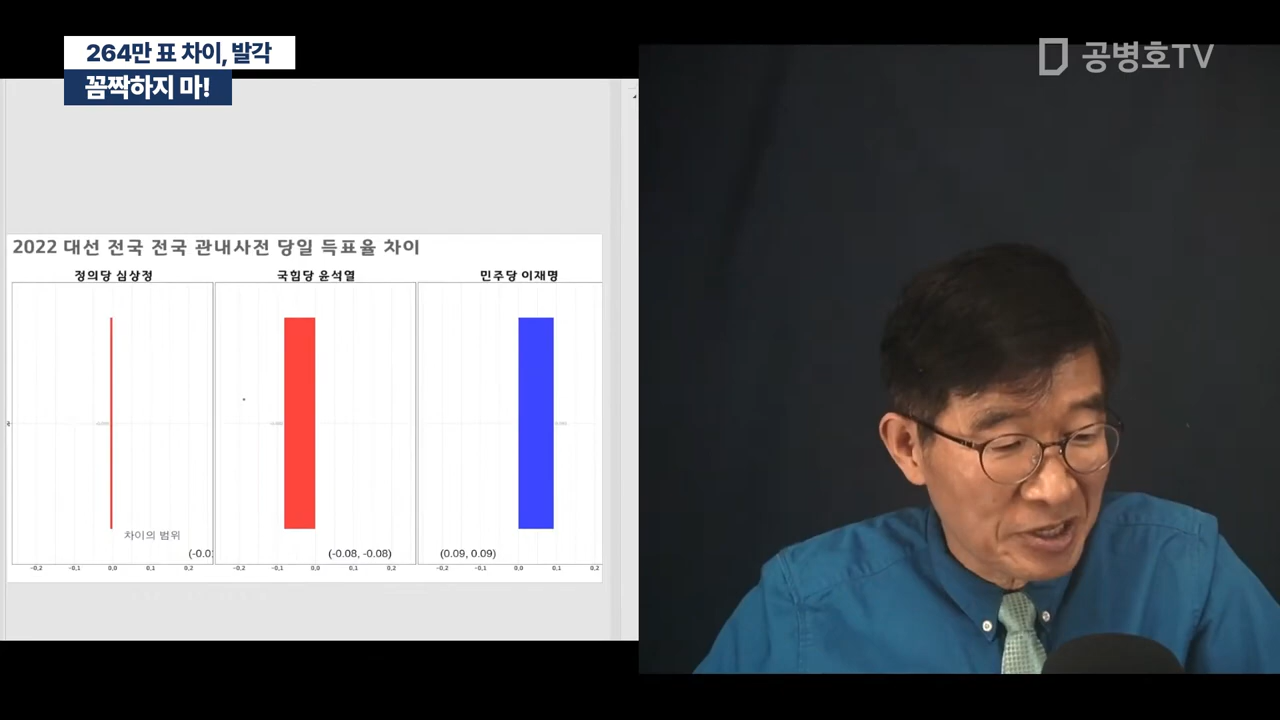 264만 표 차이, 발각
꼼짝하지 마!
공병호TV
2022 대선 전국 전국 관내사전 당일 득표율 차이
정의당 심상정
국힘당 윤석열
민주당 이재명
차이의 범위
(-0.0
(-0.08, -0.08)
(0.09, 0.09)
-0,2 -0,1 0,0 0,1 0,2
-0,2 -0,1 0,0 0,1 0,2
-0,2 -0,1 0,0 0,1 0,2